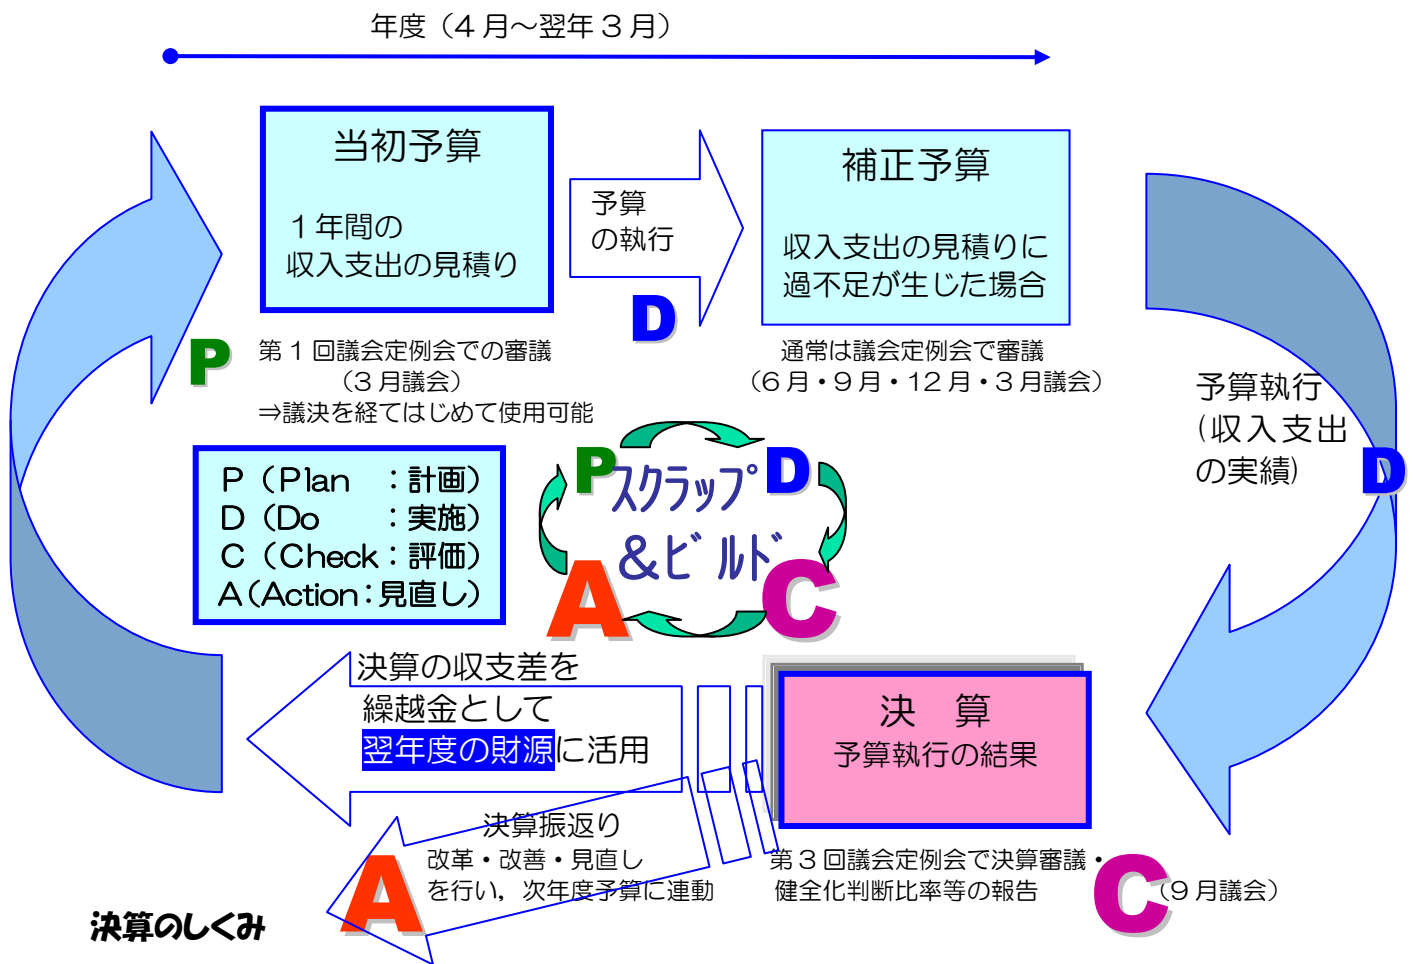 年度（4月～翌年3月）
当初予算
1年間の
収入支出の見積り
予算
の執行
D
補正予算
収入支出の見積りに
過不足が生じた場合
P
第1回議会定例会での審議
（3月議会）
⇒議決を経てはじめて使用可能
通常は議会定例会で審議
（6月・9月・12月・3月議会）
予算執行
（収入支出
の実績）
D
P（Plan　：計画）
D（Do　　：実施）
C（Check：評価）
A（Action：見直し）
P
D
スクラップ
&ビルド
A
C
決算の収支差を
繰越金として
翌年度の財源に活用
決　算
予算執行の結果
決算振返り
改革・改善・見直し
を行い，次年度予算に連動
A
第3回議会定例会で決算審議・
健全化判断比率等の報告
C
（9月議会）
決算のしくみ